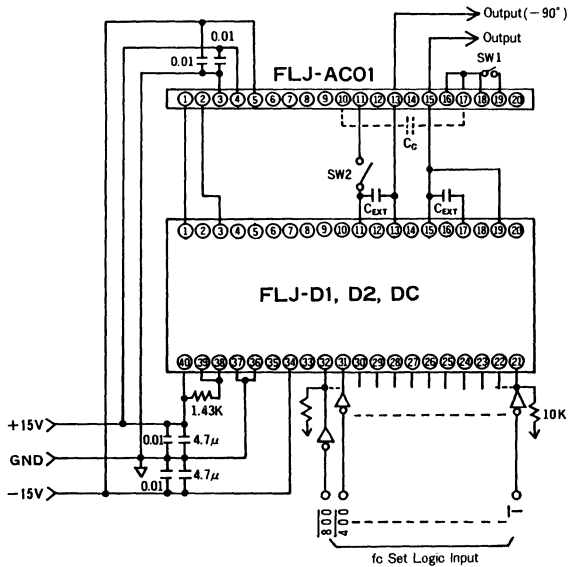 Output(−90°)
Output
0.01
0.01
SW1
FLJ-AC01
1 2 3 4 5 6 7 8 9 10 11 12 13 14 15 16 17 18 19 20
C_C
SW2
C_EXT
C_EXT
1 2 3 4 5 6 7 8 9 10 11 12 13 14 15 16 17 18 19 20
FLJ-D1, D2, DC
40 39 38 37 36 35 34 33 32 31 30 29 28 27 26 25 24 23 22 21
1.43K
10K
+15V
0.01
4.7μ
GND
0.01
4.7μ
−15V
800
400
1
fc Set Logic Input